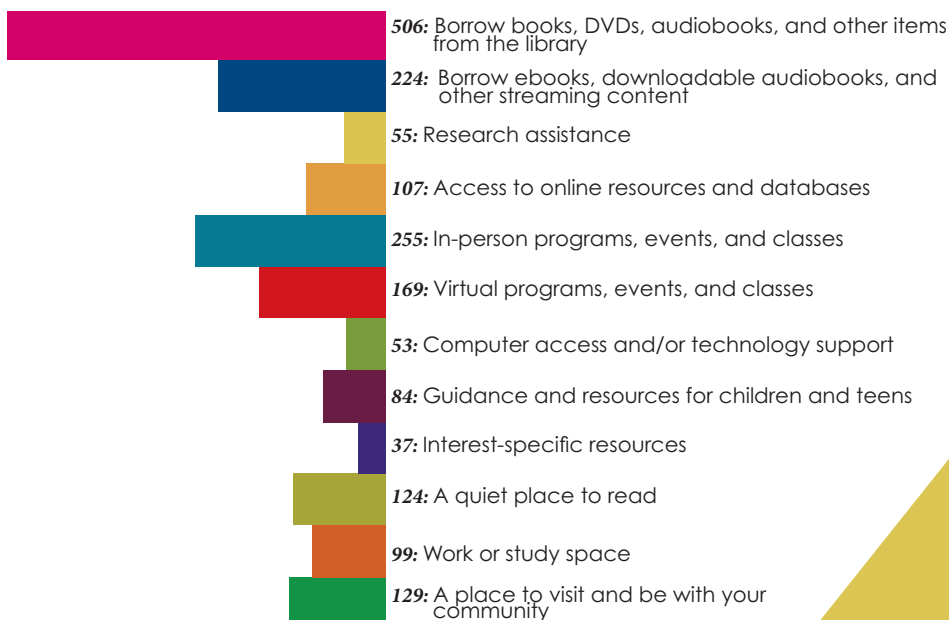 506: Borrow books, DVDs, audiobooks, and other items
from the library
224: Borrow ebooks, downloadable audiobooks, and
other streaming content
55: Research assistance
107: Access to online resources and databases
255: In-person programs, events, and classes
169: Virtual programs, events, and classes
53: Computer access and/or technology support
84: Guidance and resources for children and teens
37: Interest-specific resources
124: A quiet place to read
99: Work or study space
129: A place to visit and be with your
community